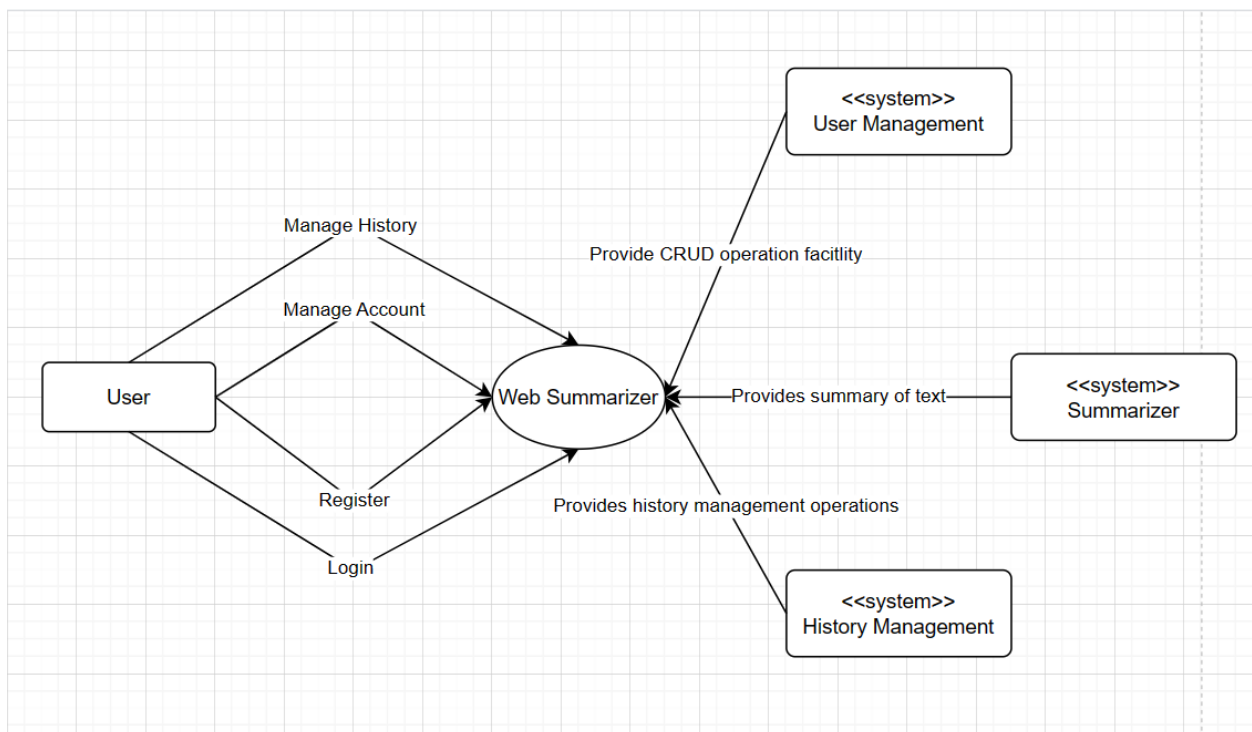 <<system>>
User Management
Manage History
Provide CRUD operation facitlity
Manage Account
User
Web Summarizer
Provides summary of text
<<system>>
Summarizer
Register
Provides history management operations
Login
<<system>>
History Management